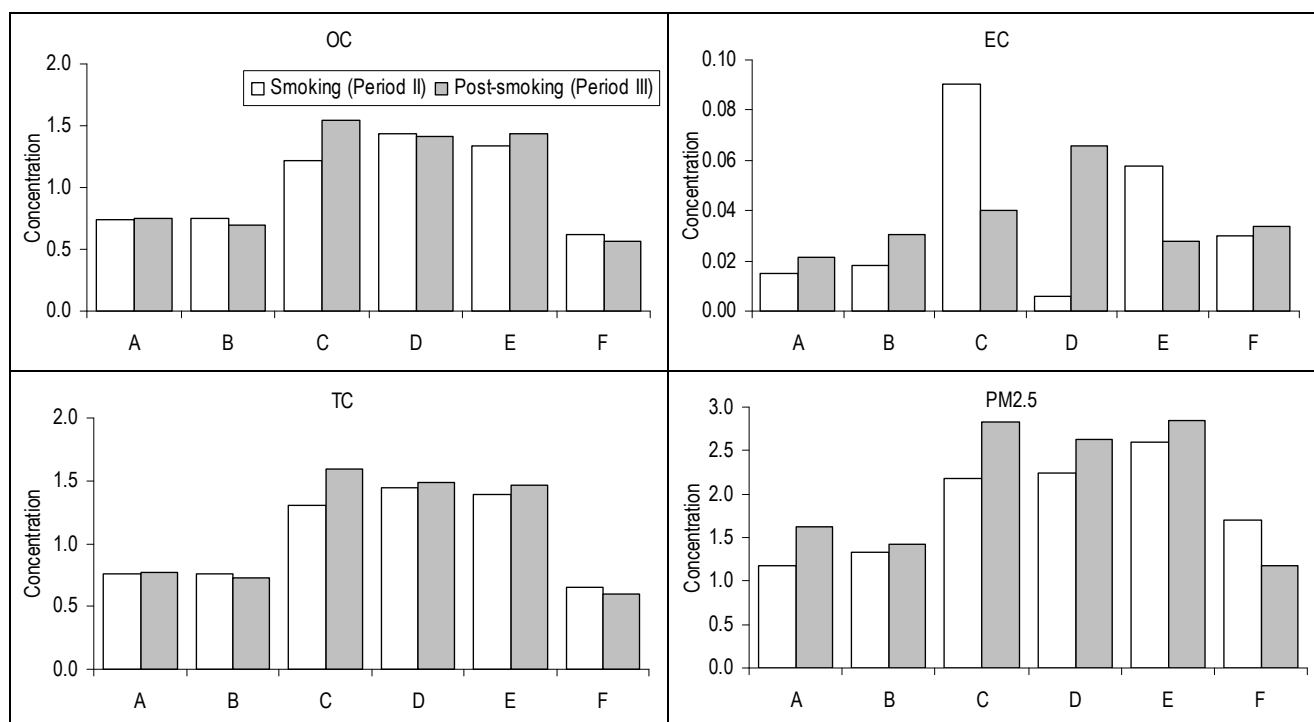 OC
2.0
1.5
1.0
0.5
0.0
Concentration
Smoking (Period II) Post-smoking (Period III)
A B C D E F
EC
0.10
0.08
0.06
0.04
0.02
0.00
Concentration
A B C D E F
TC
2.0
1.5
1.0
0.5
0.0
Concentration
A B C D E F
PM2.5
3.0
2.5
2.0
1.5
1.0
0.5
0.0
Concentration
A B C D E F